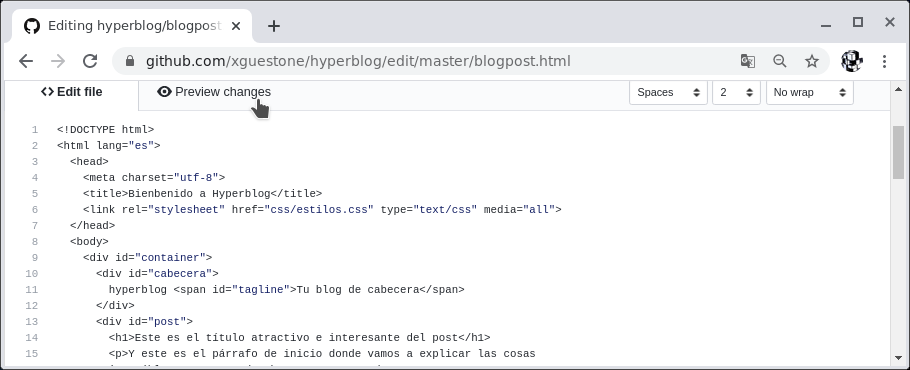 Editing hyperblog/blogpost
github.com/xguestone/hyperblog/edit/master/blogpost.html
<> Edit file Preview changes Spaces 2 No wrap
1 <!DOCTYPE html>
2 <html lang="es">
3 <head>
4 <meta charset="utf-8">
5 <title>Bienbenido a Hyperblog</title>
6 <link rel="stylesheet" href="css/estilos.css" type="text/css" media="all">
7 </head>
8 <body>
9 <div id="container">
10 <div id="cabecera">
11 hyperblog <span id="tagline">Tu blog de cabecera</span>
12 </div>
13 <div id="post">
14 <h1>Este es el título atractivo e interesante del post</h1>
15 <p>Y este es el párrafo de inicio donde vamos a explicar las cosas